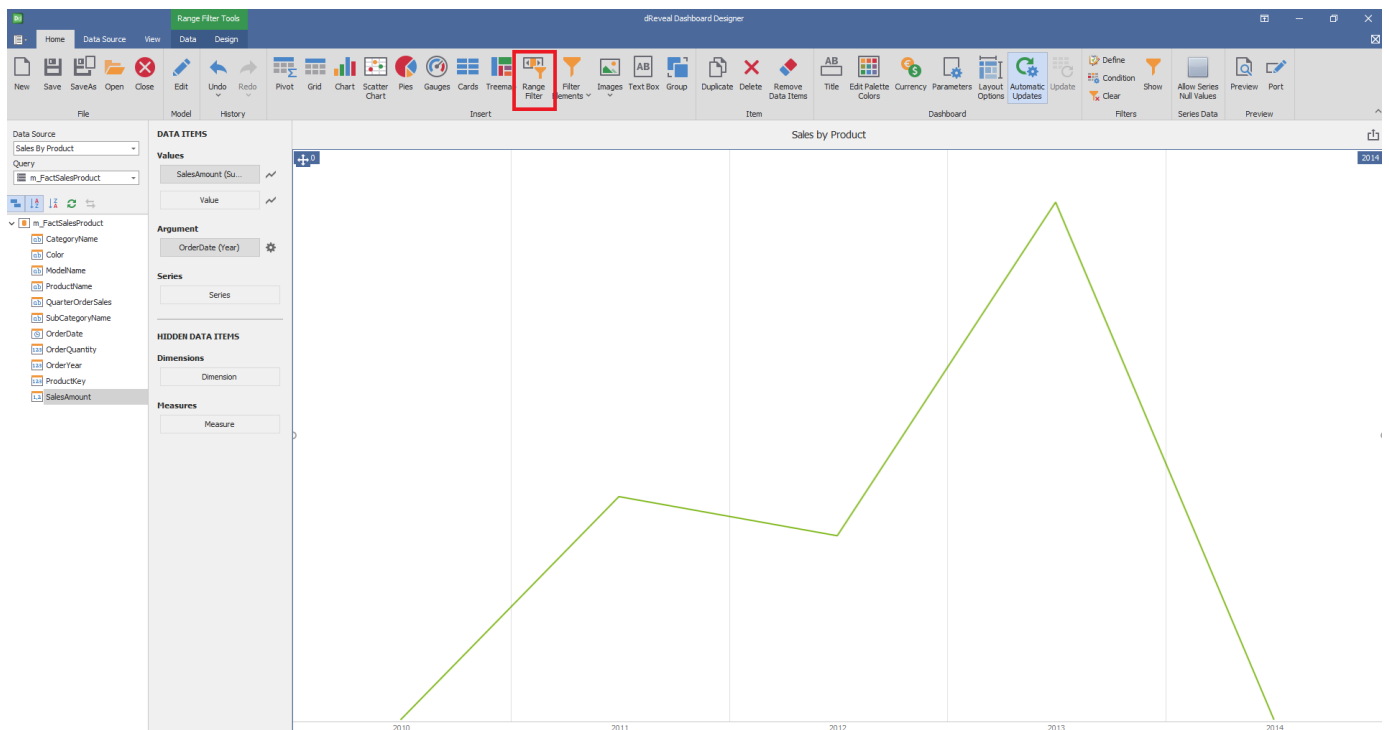 Range Filter Tools
dReveal Dashboard Designer
Home Data Source View Data Design
New Save SaveAs Open Close
Edit
Undo Redo
Pivot Grid Chart Scatter Chart Pies Gauges Cards Treema Range Filter Filter Elements Images AB Text Box Group
Duplicate Delete Remove Data Items
AB Title Edit Palette Colors Currency Parameters Layout Options Automatic Updates Update
Define
Condition
Clear
Show
Allow Series Null Values
Preview Port
File Model History Insert Item Dashboard Filters Series Data Preview
Data Source
Sales By Product
Query
m_FactSalesProduct
m_FactSalesProduct
CategoryName
Color
ModelName
ProductName
QuarterOrderSales
SubCategoryName
OrderDate
OrderQuantity
OrderYear
ProductKey
SalesAmount
DATA ITEMS
Values
SalesAmount (Su...
Value
Argument
OrderDate (Year)
Series
Series
HIDDEN DATA ITEMS
Dimensions
Dimension
Measures
Measure
Sales by Product
2014
2010 2011 2012 2013 2014